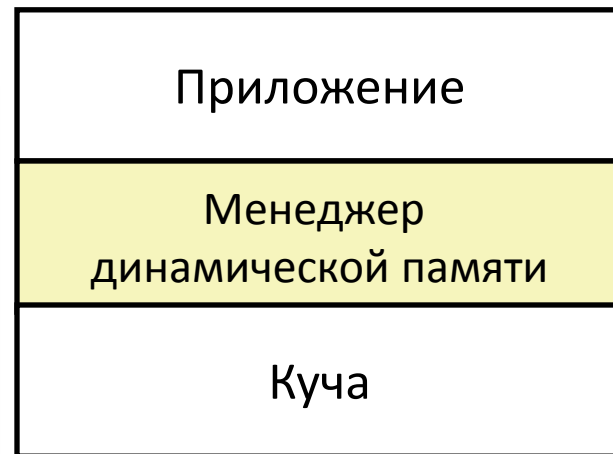 Приложение
Менеджер
динамической памяти
Куча